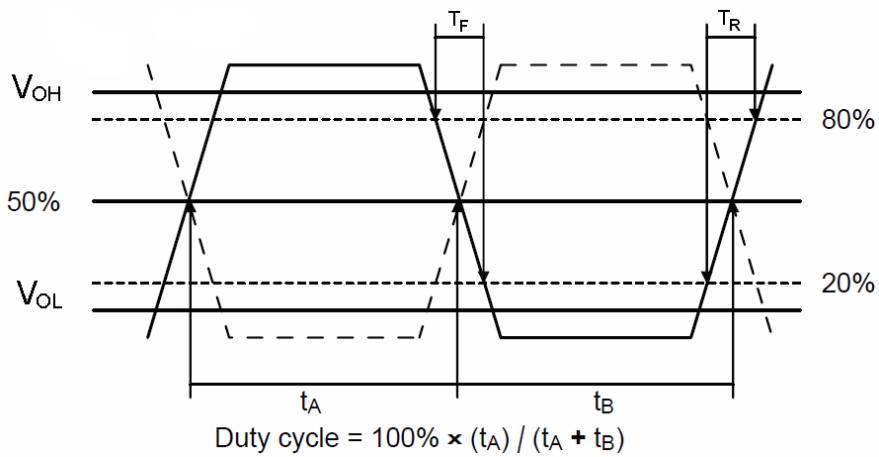 T_F
T_R
V_OH
80%
50%
V_OL
20%
t_A
t_B
Duty cycle = 100% × (t_A) / (t_A + t_B)